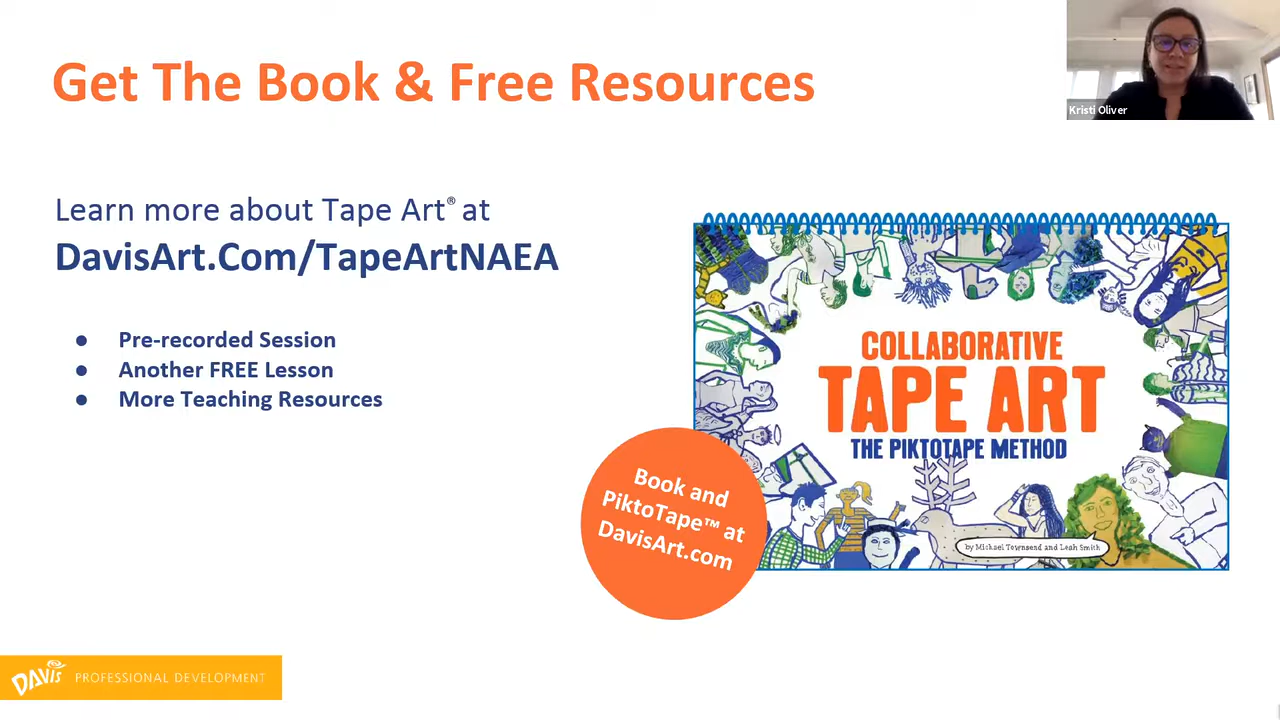 Get The Book & Free Resources
Kristi Oliver
Learn more about Tape Art® at
DavisArt.Com/TapeArtNAEA
● Pre-recorded Session
● Another FREE Lesson
● More Teaching Resources
COLLABORATIVE
TAPE ART
THE PIKTOTAPE METHOD
by Michael Townsend and Leah Smith
Book and
PiktoTape™ at
DavisArt.com
DAVIS PROFESSIONAL DEVELOPMENT